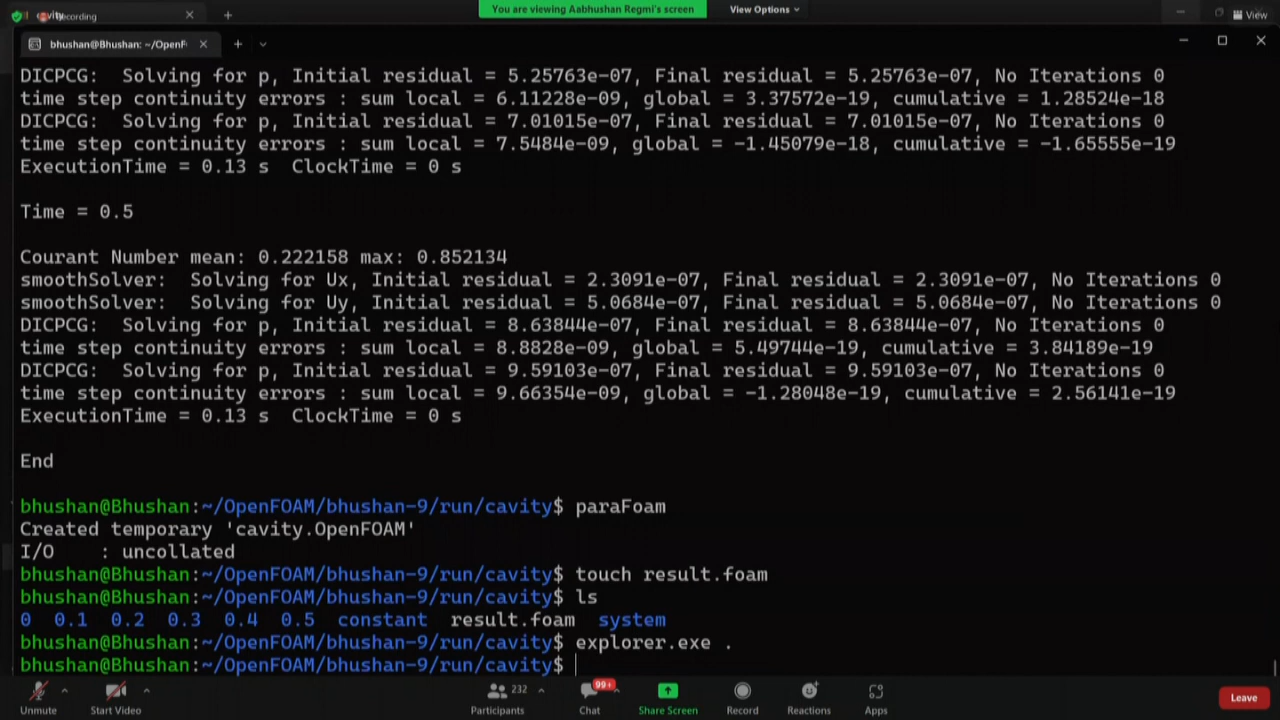 You are viewing Aabhushan Regmi's screen
View Options
Recording
View
bhushan@Bhushan: ~/OpenF
DICPCG:  Solving for p, Initial residual = 5.25763e-07, Final residual = 5.25763e-07, No Iterations 0
time step continuity errors : sum local = 6.11228e-09, global = 3.37572e-19, cumulative = 1.28524e-18
DICPCG:  Solving for p, Initial residual = 7.01015e-07, Final residual = 7.01015e-07, No Iterations 0
time step continuity errors : sum local = 7.5484e-09, global = -1.45079e-18, cumulative = -1.65555e-19
ExecutionTime = 0.13 s  ClockTime = 0 s
Time = 0.5
Courant Number mean: 0.222158 max: 0.852134
smoothSolver:  Solving for Ux, Initial residual = 2.3091e-07, Final residual = 2.3091e-07, No Iterations 0
smoothSolver:  Solving for Uy, Initial residual = 5.0684e-07, Final residual = 5.0684e-07, No Iterations 0
DICPCG:  Solving for p, Initial residual = 8.63844e-07, Final residual = 8.63844e-07, No Iterations 0
time step continuity errors : sum local = 8.8828e-09, global = 5.49744e-19, cumulative = 3.84189e-19
DICPCG:  Solving for p, Initial residual = 9.59103e-07, Final residual = 9.59103e-07, No Iterations 0
time step continuity errors : sum local = 9.66354e-09, global = -1.28048e-19, cumulative = 2.56141e-19
ExecutionTime = 0.13 s  ClockTime = 0 s
End
bhushan@Bhushan:~/OpenFOAM/bhushan-9/run/cavity$ paraFoam
Created temporary 'cavity.OpenFOAM'
I/O    : uncollated
bhushan@Bhushan:~/OpenFOAM/bhushan-9/run/cavity$ touch result.foam
bhushan@Bhushan:~/OpenFOAM/bhushan-9/run/cavity$ ls
0  0.1  0.2  0.3  0.4  0.5  constant  result.foam  system
bhushan@Bhushan:~/OpenFOAM/bhushan-9/run/cavity$ explorer.exe .
bhushan@Bhushan:~/OpenFOAM/bhushan-9/run/cavity$
Unmute
Start Video
232
Participants
99+
Chat
Share Screen
Record
Reactions
Apps
Leave